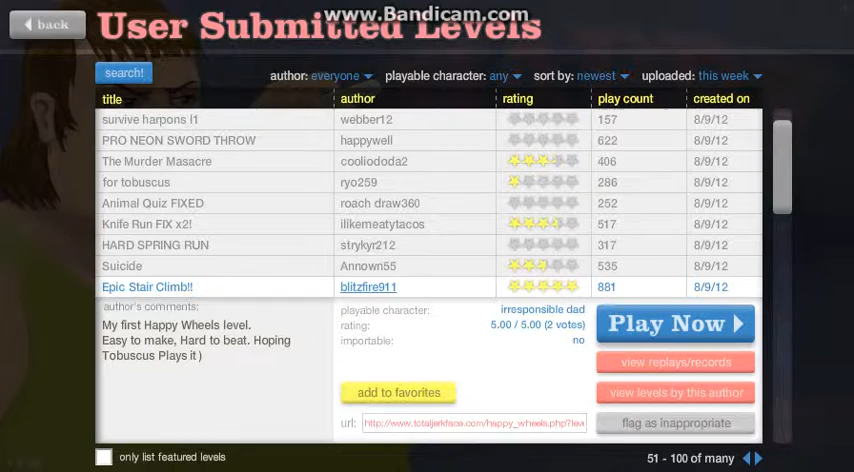 www.Bandicam.com
back
User Submitted Levels
search!
author: everyone playable character: any sort by: newest uploaded: this week
title author rating play count created on
survive harpons l1 webber12 157 8/9/12
PRO NEON SWORD THROW happywell 622 8/9/12
The Murder Masacre cooliododa2 406 8/9/12
for tobuscus ryo259 286 8/9/12
Animal Quiz FIXED roach draw360 252 8/9/12
Knife Run FIX x2! ilikemeatytacos 517 8/9/12
HARD SPRING RUN strykyr212 317 8/9/12
Suicide Annown55 535 8/9/12
Epic Stair Climb!! blitzfire911 881 8/9/12
author's comments:
My first Happy Wheels level.
Easy to make, Hard to beat. Hoping
Tobuscus Plays it )
playable character: irresponsible dad
rating: 5.00 / 5.00 (2 votes)
importable: no
add to favorites
url: http://www.totaljerkface.com/happy_wheels.php?lev
Play Now
view replays/records
view levels by this author
flag as inappropriate
only list featured levels
51 - 100 of many